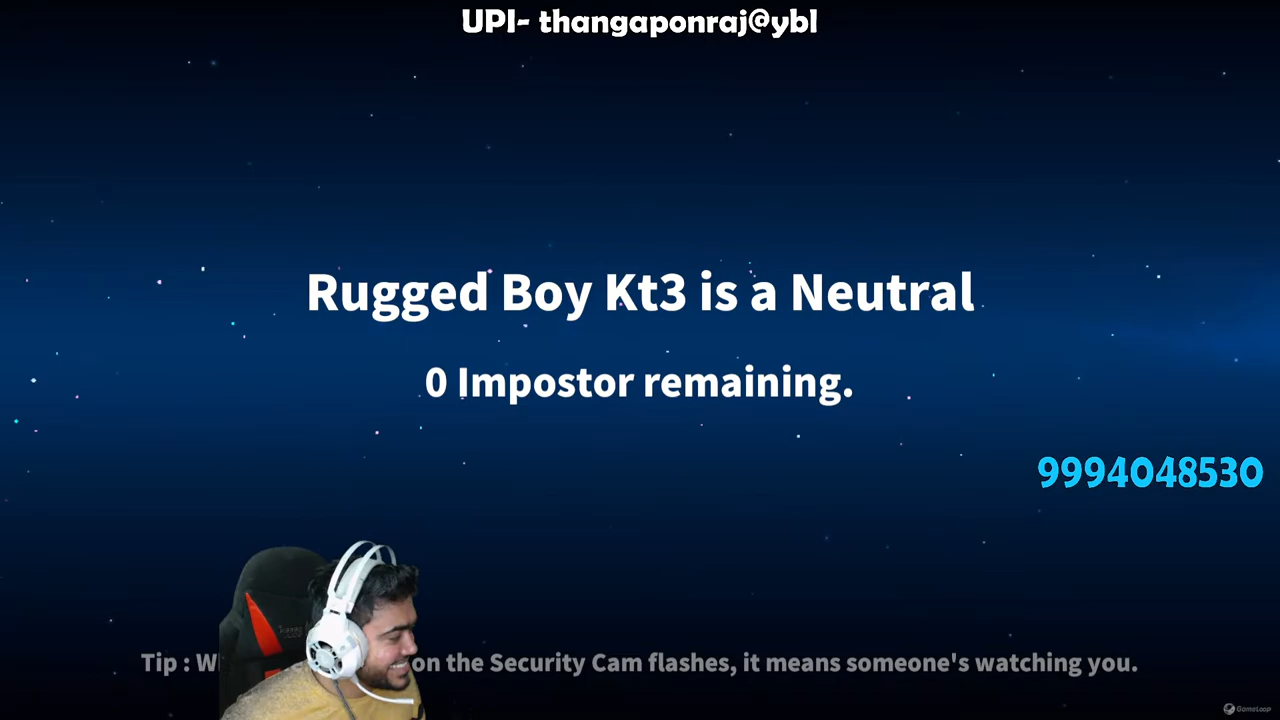 UPI- thangaponraj@ybl
Rugged Boy Kt3 is a Neutral
0 Impostor remaining.
9994048530
Tip : on the Security Cam flashes, it means someone's watching you.
GameLoop